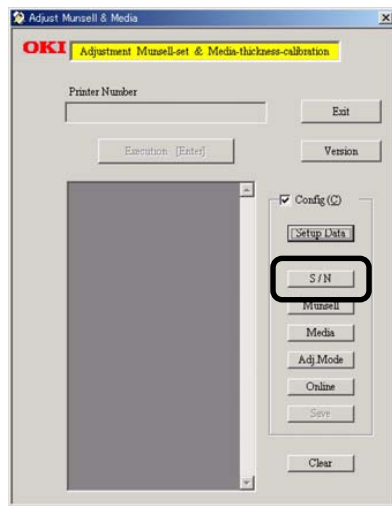 Adjust Munsell & Media
OKI Adjustment Munsell-set & Media-thickness-calibration
Printer Number
Exit
Execution [Enter]
Version
Config (C)
Setup Data
S / N
Munsell
Media
Adj.Mode
Online
Save
Clear